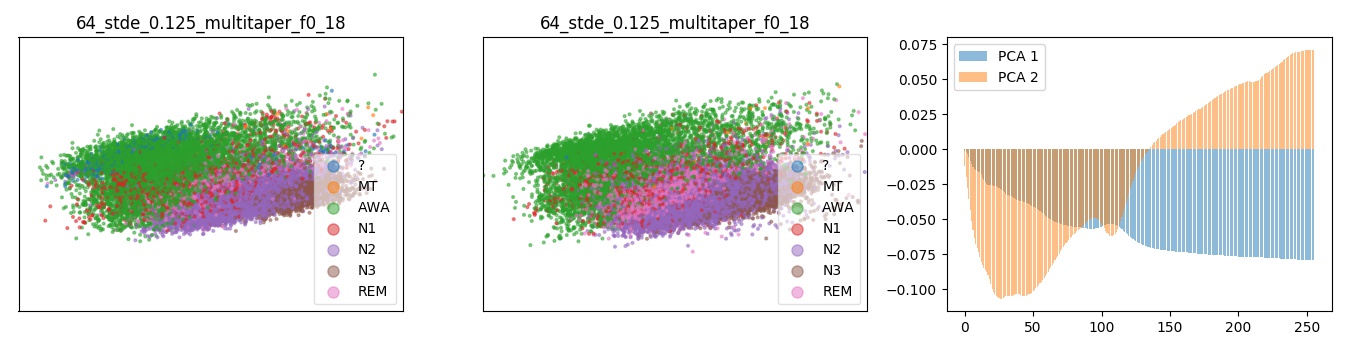 64_stde_0.125_multitaper_f0_18
?
MT
AWA
N1
N2
N3
REM
64_stde_0.125_multitaper_f0_18
?
MT
AWA
N1
N2
N3
REM
PCA 1
PCA 2
0.075
0.050
0.025
0.000
−0.025
−0.050
−0.075
−0.100
0 50 100 150 200 250